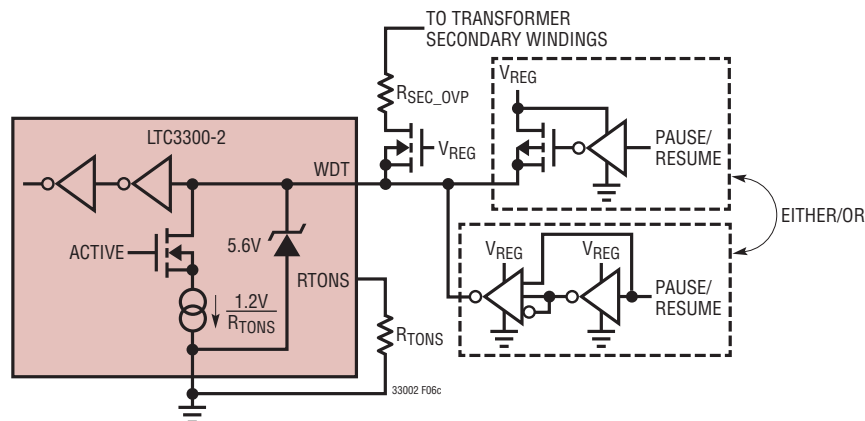 TO TRANSFORMER
SECONDARY WINDINGS
RSEC_OVP
VREG
VREG
PAUSE/
RESUME
LTC3300-2
WDT
ACTIVE
5.6V
1.2V
RTONS
RTONS
RTONS
VREG
VREG
PAUSE/
RESUME
EITHER/OR
33002 F06c